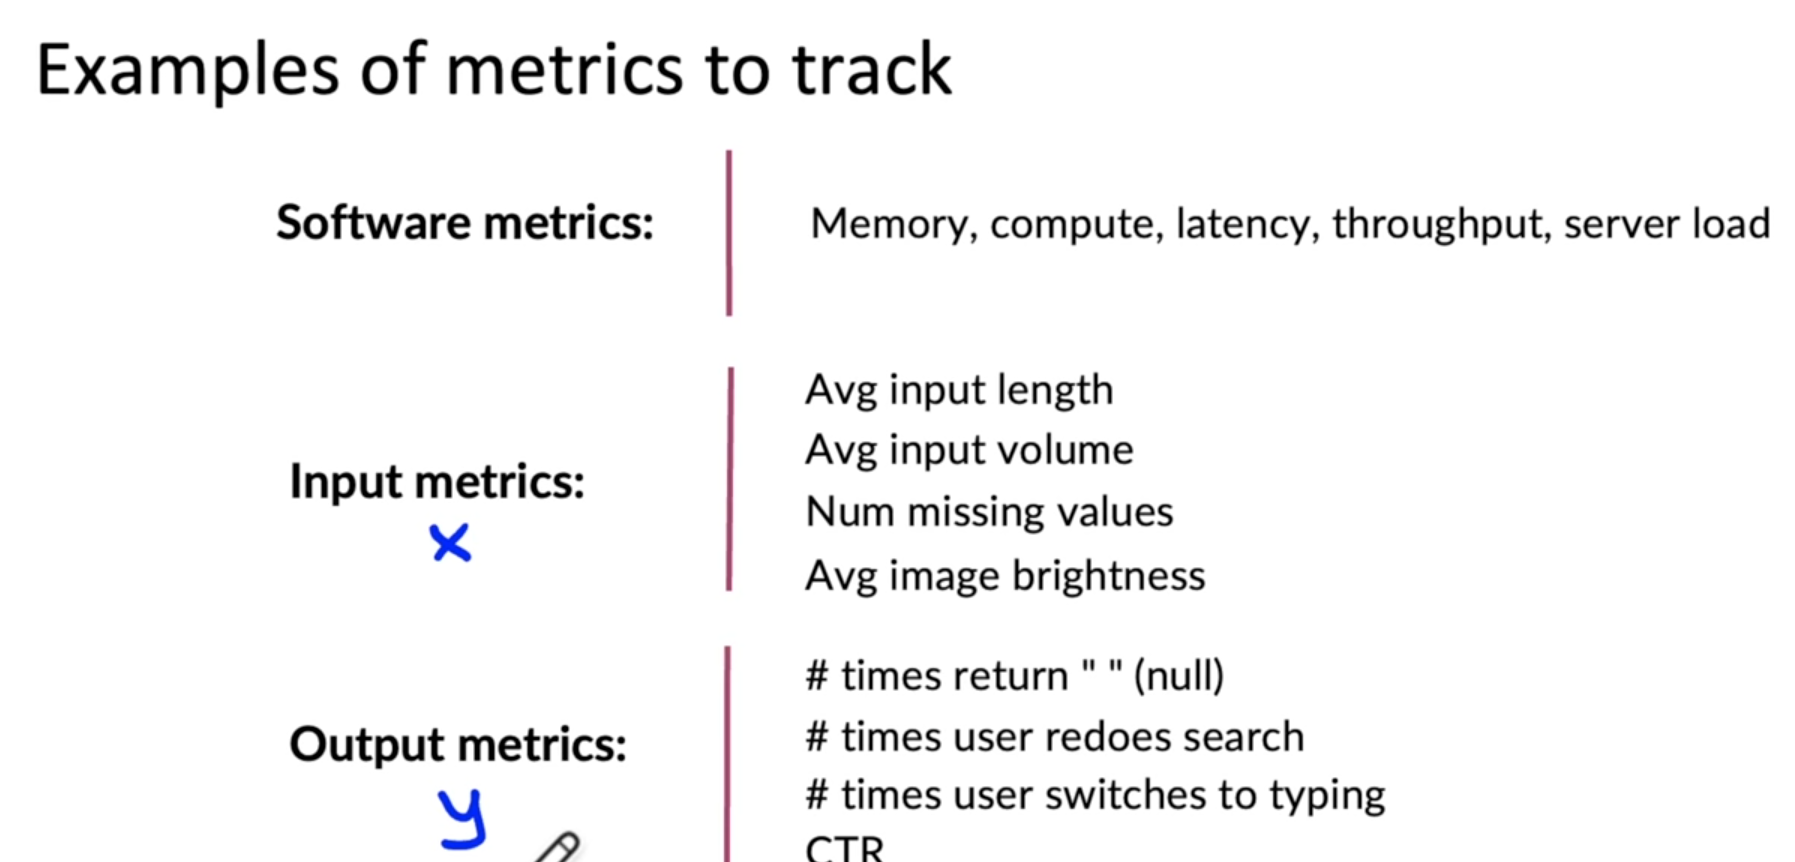 Examples of metrics to track
Software metrics:
Memory, compute, latency, throughput, server load
Input metrics:
x
Avg input length
Avg input volume
Num missing values
Avg image brightness
Output metrics:
y
# times return " " (null)
# times user redoes search
# times user switches to typing
CTR